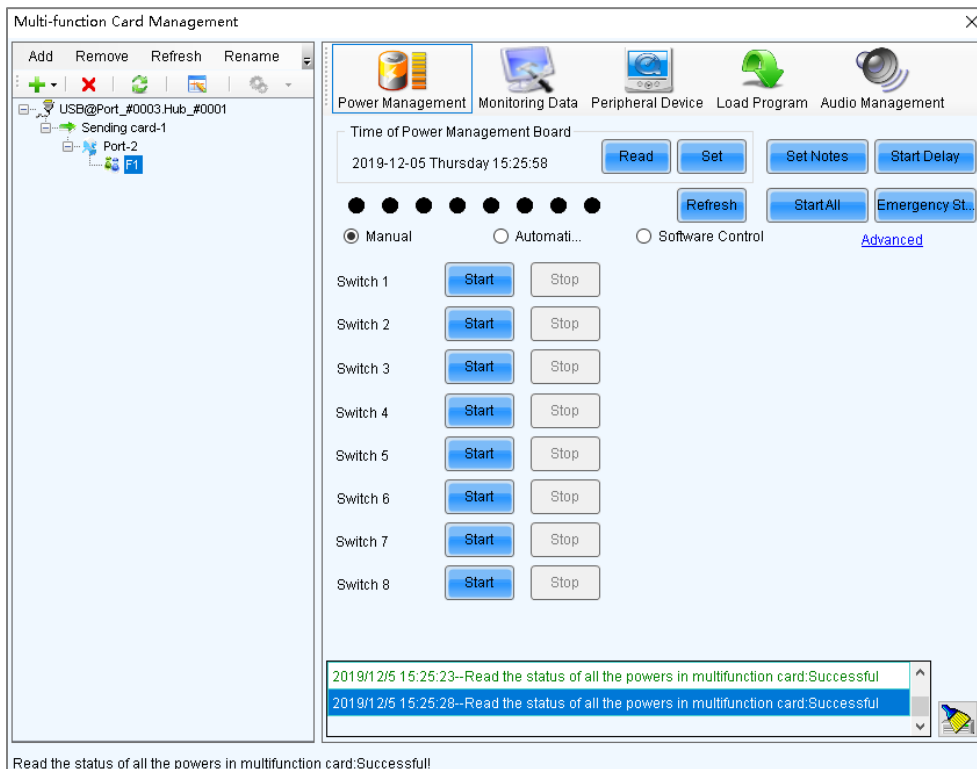 Multi-function Card Management
Add Remove Refresh Rename
USB@Port_#0003.Hub_#0001
Sending card-1
Port-2
F1
Power Management Monitoring Data Peripheral Device Load Program Audio Management
Time of Power Management Board
2019-12-05 Thursday 15:25:58 Read Set Set Notes Start Delay
Refresh Start All Emergency St...
Manual Automati... Software Control Advanced
Switch 1 Start Stop
Switch 2 Start Stop
Switch 3 Start Stop
Switch 4 Start Stop
Switch 5 Start Stop
Switch 6 Start Stop
Switch 7 Start Stop
Switch 8 Start Stop
2019/12/5 15:25:23--Read the status of all the powers in multifunction card:Successful
2019/12/5 15:25:28--Read the status of all the powers in multifunction card:Successful
Read the status of all the powers in multifunction card:Successful!